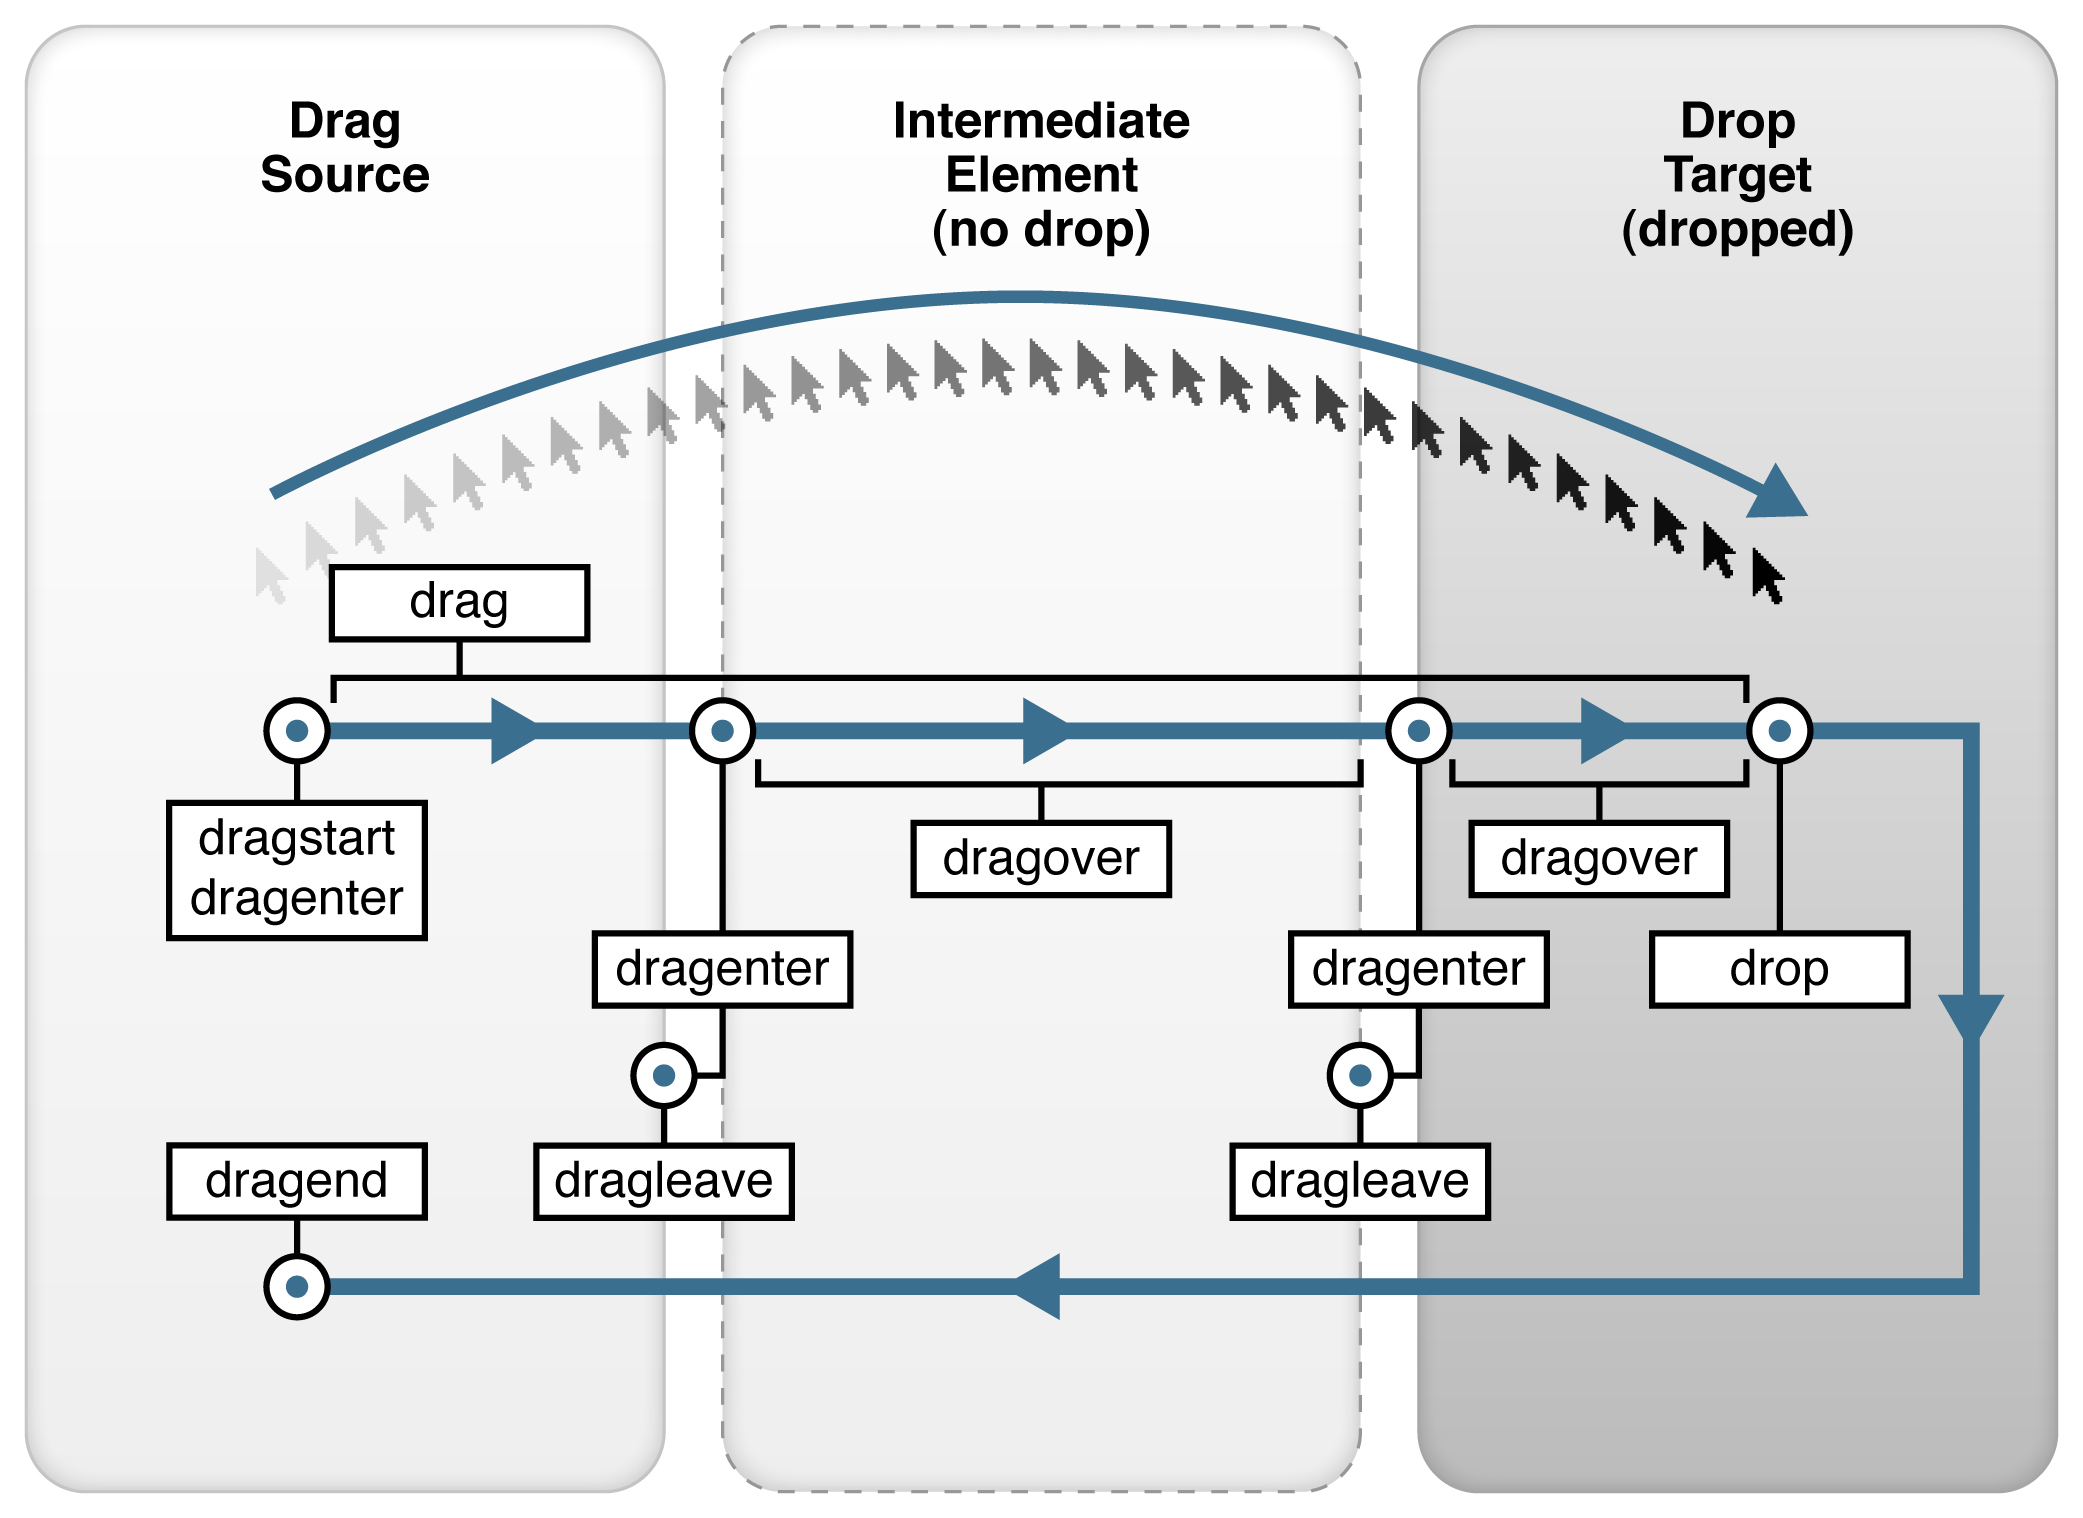 Drag
Source
Intermediate
Element
(no drop)
Drop
Target
(dropped)
drag
dragstart
dragenter
dragover
dragover
dragenter
dragenter
drop
dragend
dragleave
dragleave